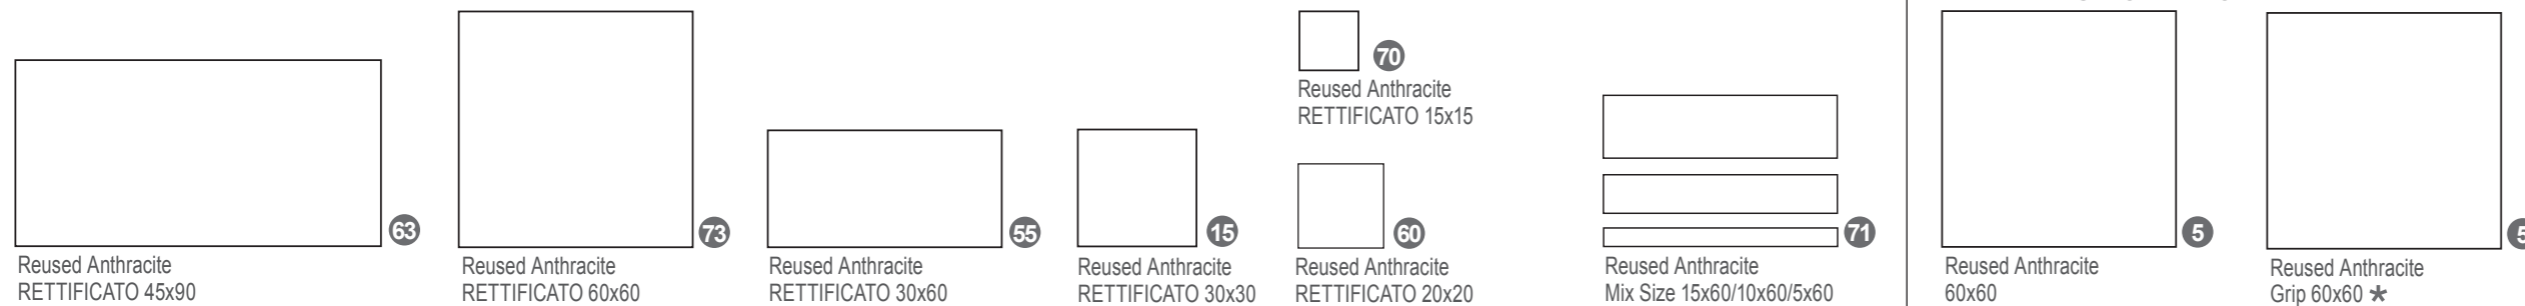 63
Reused Anthracite
RETTIFICATO 45x90
73
Reused Anthracite
RETTIFICATO 60x60
55
Reused Anthracite
RETTIFICATO 30x60
15
Reused Anthracite
RETTIFICATO 30x30
70
Reused Anthracite
RETTIFICATO 15x15
60
Reused Anthracite
RETTIFICATO 20x20
71
Reused Anthracite
Mix Size 15x60/10x60/5x60
5
Reused Anthracite
60x60
Reused Anthracite
Grip 60x60 *